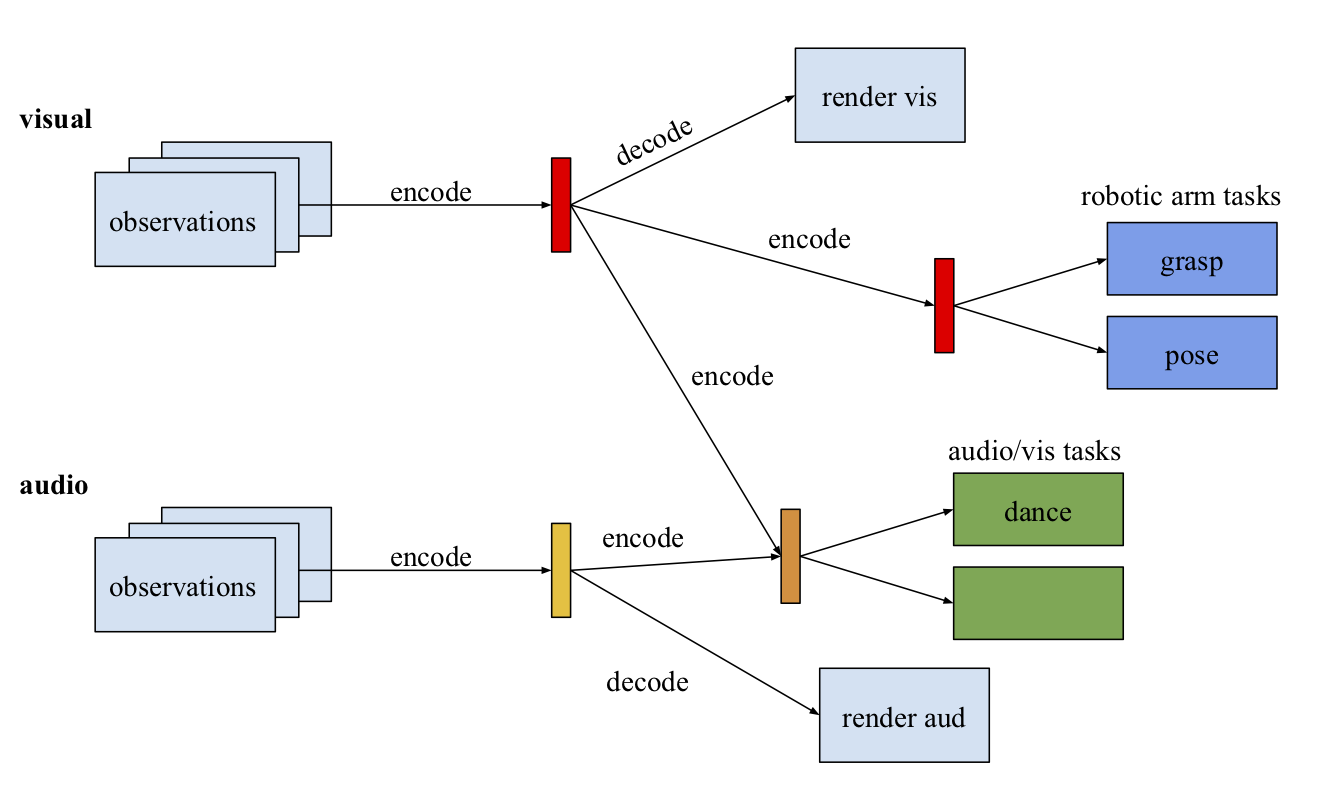 visual
observations
encode
decode
render vis
encode
robotic arm tasks
grasp
pose
encode
audio
observations
encode
encode
audio/vis tasks
dance
decode
render aud